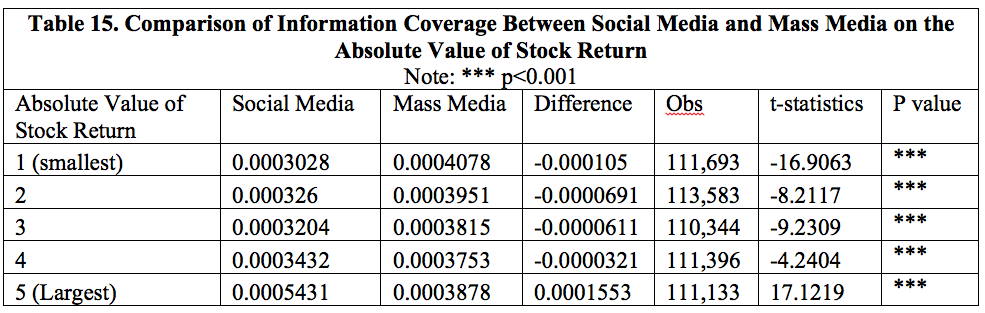 Table 15. Comparison of Information Coverage Between Social Media and Mass Media on the
Absolute Value of Stock Return
Note: *** p<0.001
Absolute Value of Stock Return Social Media Mass Media Difference Obs t-statistics P value
1 (smallest) 0.0003028 0.0004078 -0.000105 111,693 -16.9063 ***
2 0.000326 0.0003951 -0.0000691 113,583 -8.2117 ***
3 0.0003204 0.0003815 -0.0000611 110,344 -9.2309 ***
4 0.0003432 0.0003753 -0.0000321 111,396 -4.2404 ***
5 (Largest) 0.0005431 0.0003878 0.0001553 111,133 17.1219 ***